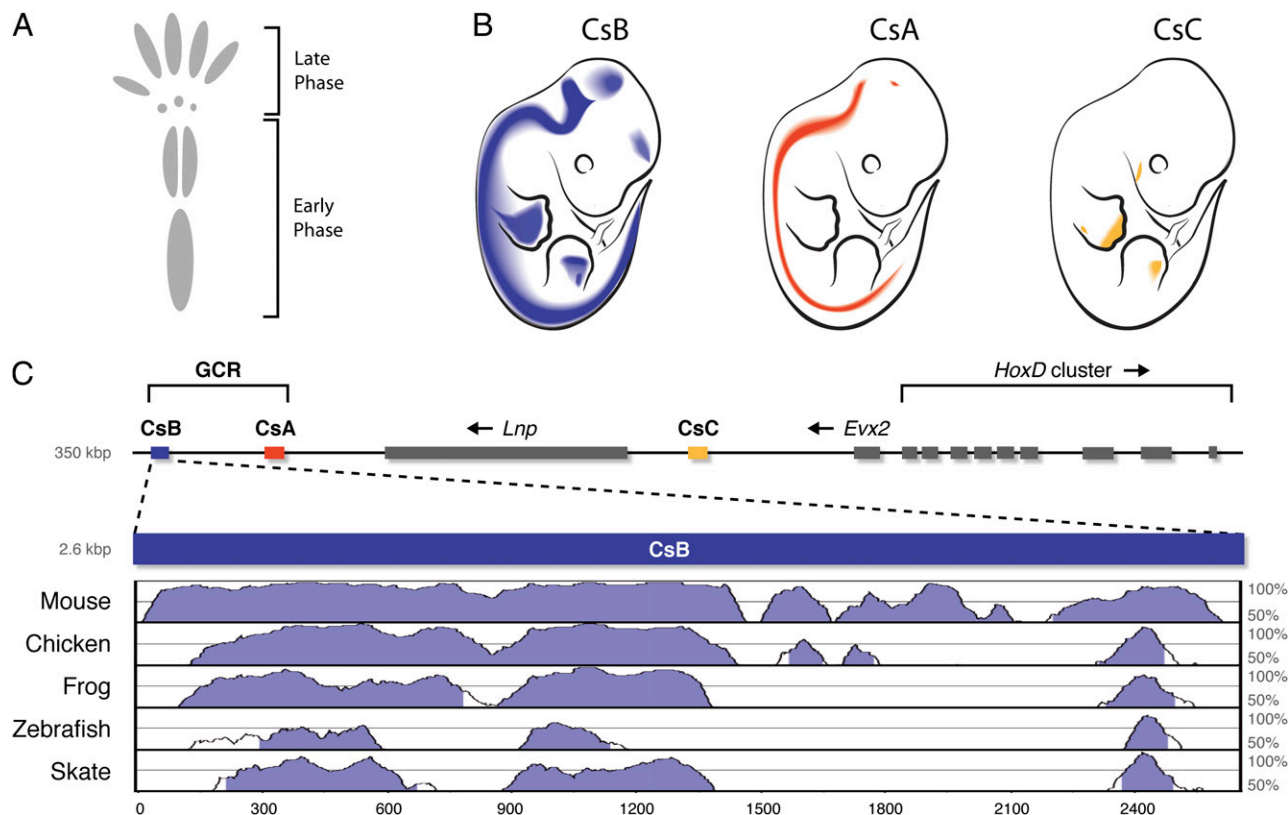 A
Late
Phase
Early
Phase
B
CsB
CsA
CsC
C
GCR
HoxD cluster →
CsB
CsA
← Lnp
CsC
← Evx2
350 kbp
2.6 kbp
CsB
Mouse
100%
50%
Chicken
100%
50%
Frog
100%
50%
Zebrafish
100%
50%
Skate
100%
50%
0 300 600 900 1200 1500 1800 2100 2400